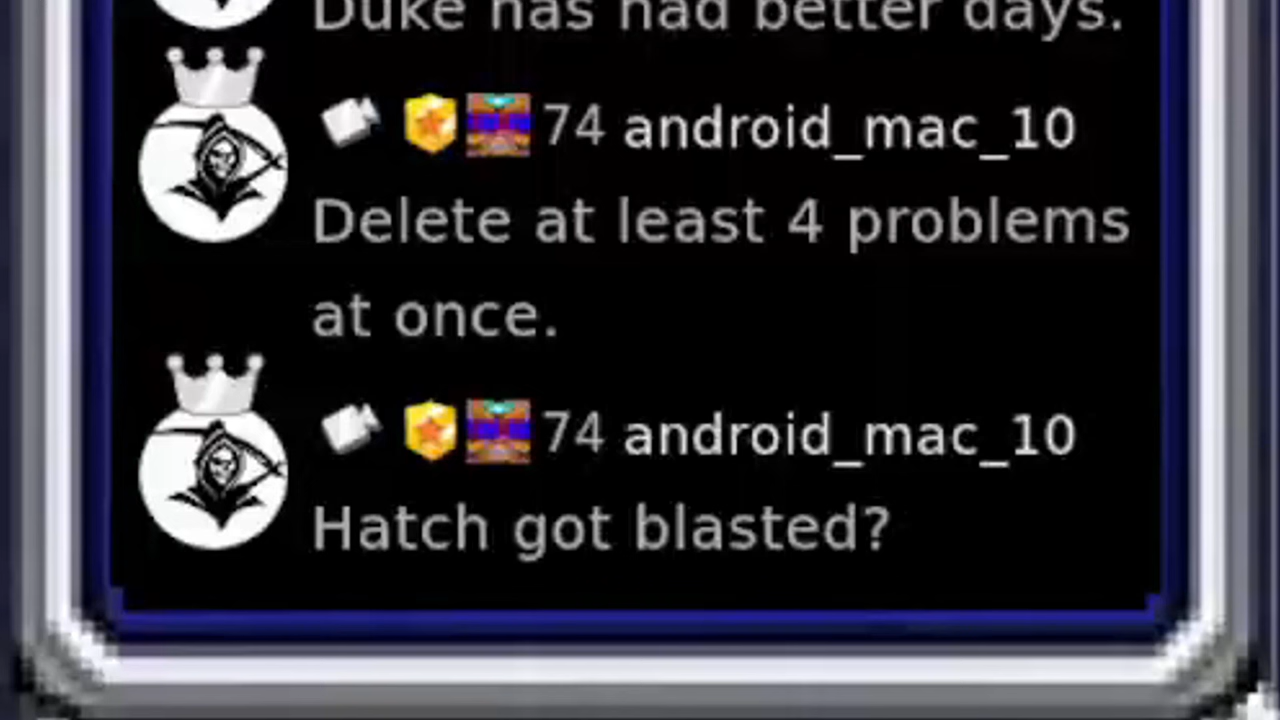 Duke has had better days.
74 android_mac_10
Delete at least 4 problems
at once.
74 android_mac_10
Hatch got blasted?